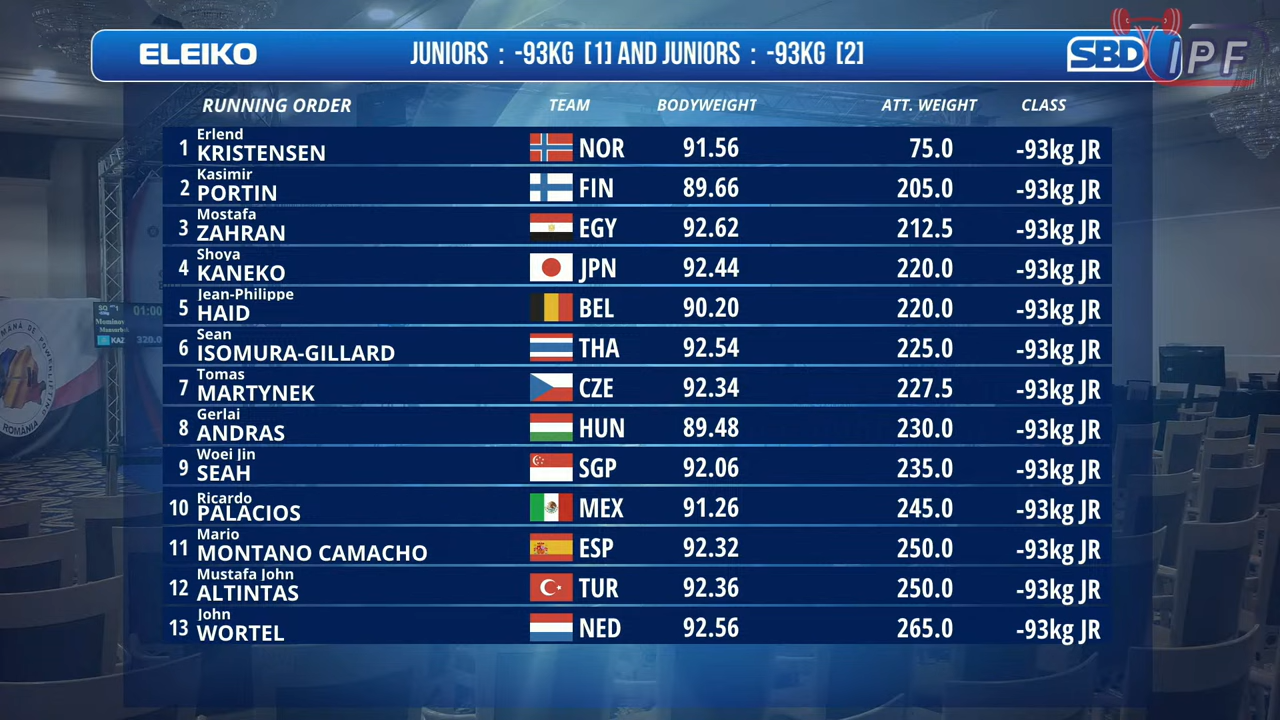 ELEIKO
JUNIORS : -93KG [1] AND JUNIORS : -93KG [2]
SBD
IPF
RUNNING ORDER TEAM BODYWEIGHT ATT. WEIGHT CLASS
Erlend
1 KRISTENSEN NOR 91.56 75.0 -93kg JR
Kasimir
2 PORTIN FIN 89.66 205.0 -93kg JR
Mostafa
3 ZAHRAN EGY 92.62 212.5 -93kg JR
Shoya
4 KANEKO JPN 92.44 220.0 -93kg JR
Jean-Philippe
5 HAID BEL 90.20 220.0 -93kg JR
Sean
6 ISOMURA-GILLARD THA 92.54 225.0 -93kg JR
Tomas
7 MARTYNEK CZE 92.34 227.5 -93kg JR
Gerlai
8 ANDRAS HUN 89.48 230.0 -93kg JR
Woei Jin
9 SEAH SGP 92.06 235.0 -93kg JR
Ricardo
10 PALACIOS MEX 91.26 245.0 -93kg JR
Mario
11 MONTANO CAMACHO ESP 92.32 250.0 -93kg JR
Mustafa John
12 ALTINTAS TUR 92.36 250.0 -93kg JR
John
13 WORTEL NED 92.56 265.0 -93kg JR
01:00
KAZ 320.0
ROMÂNIA